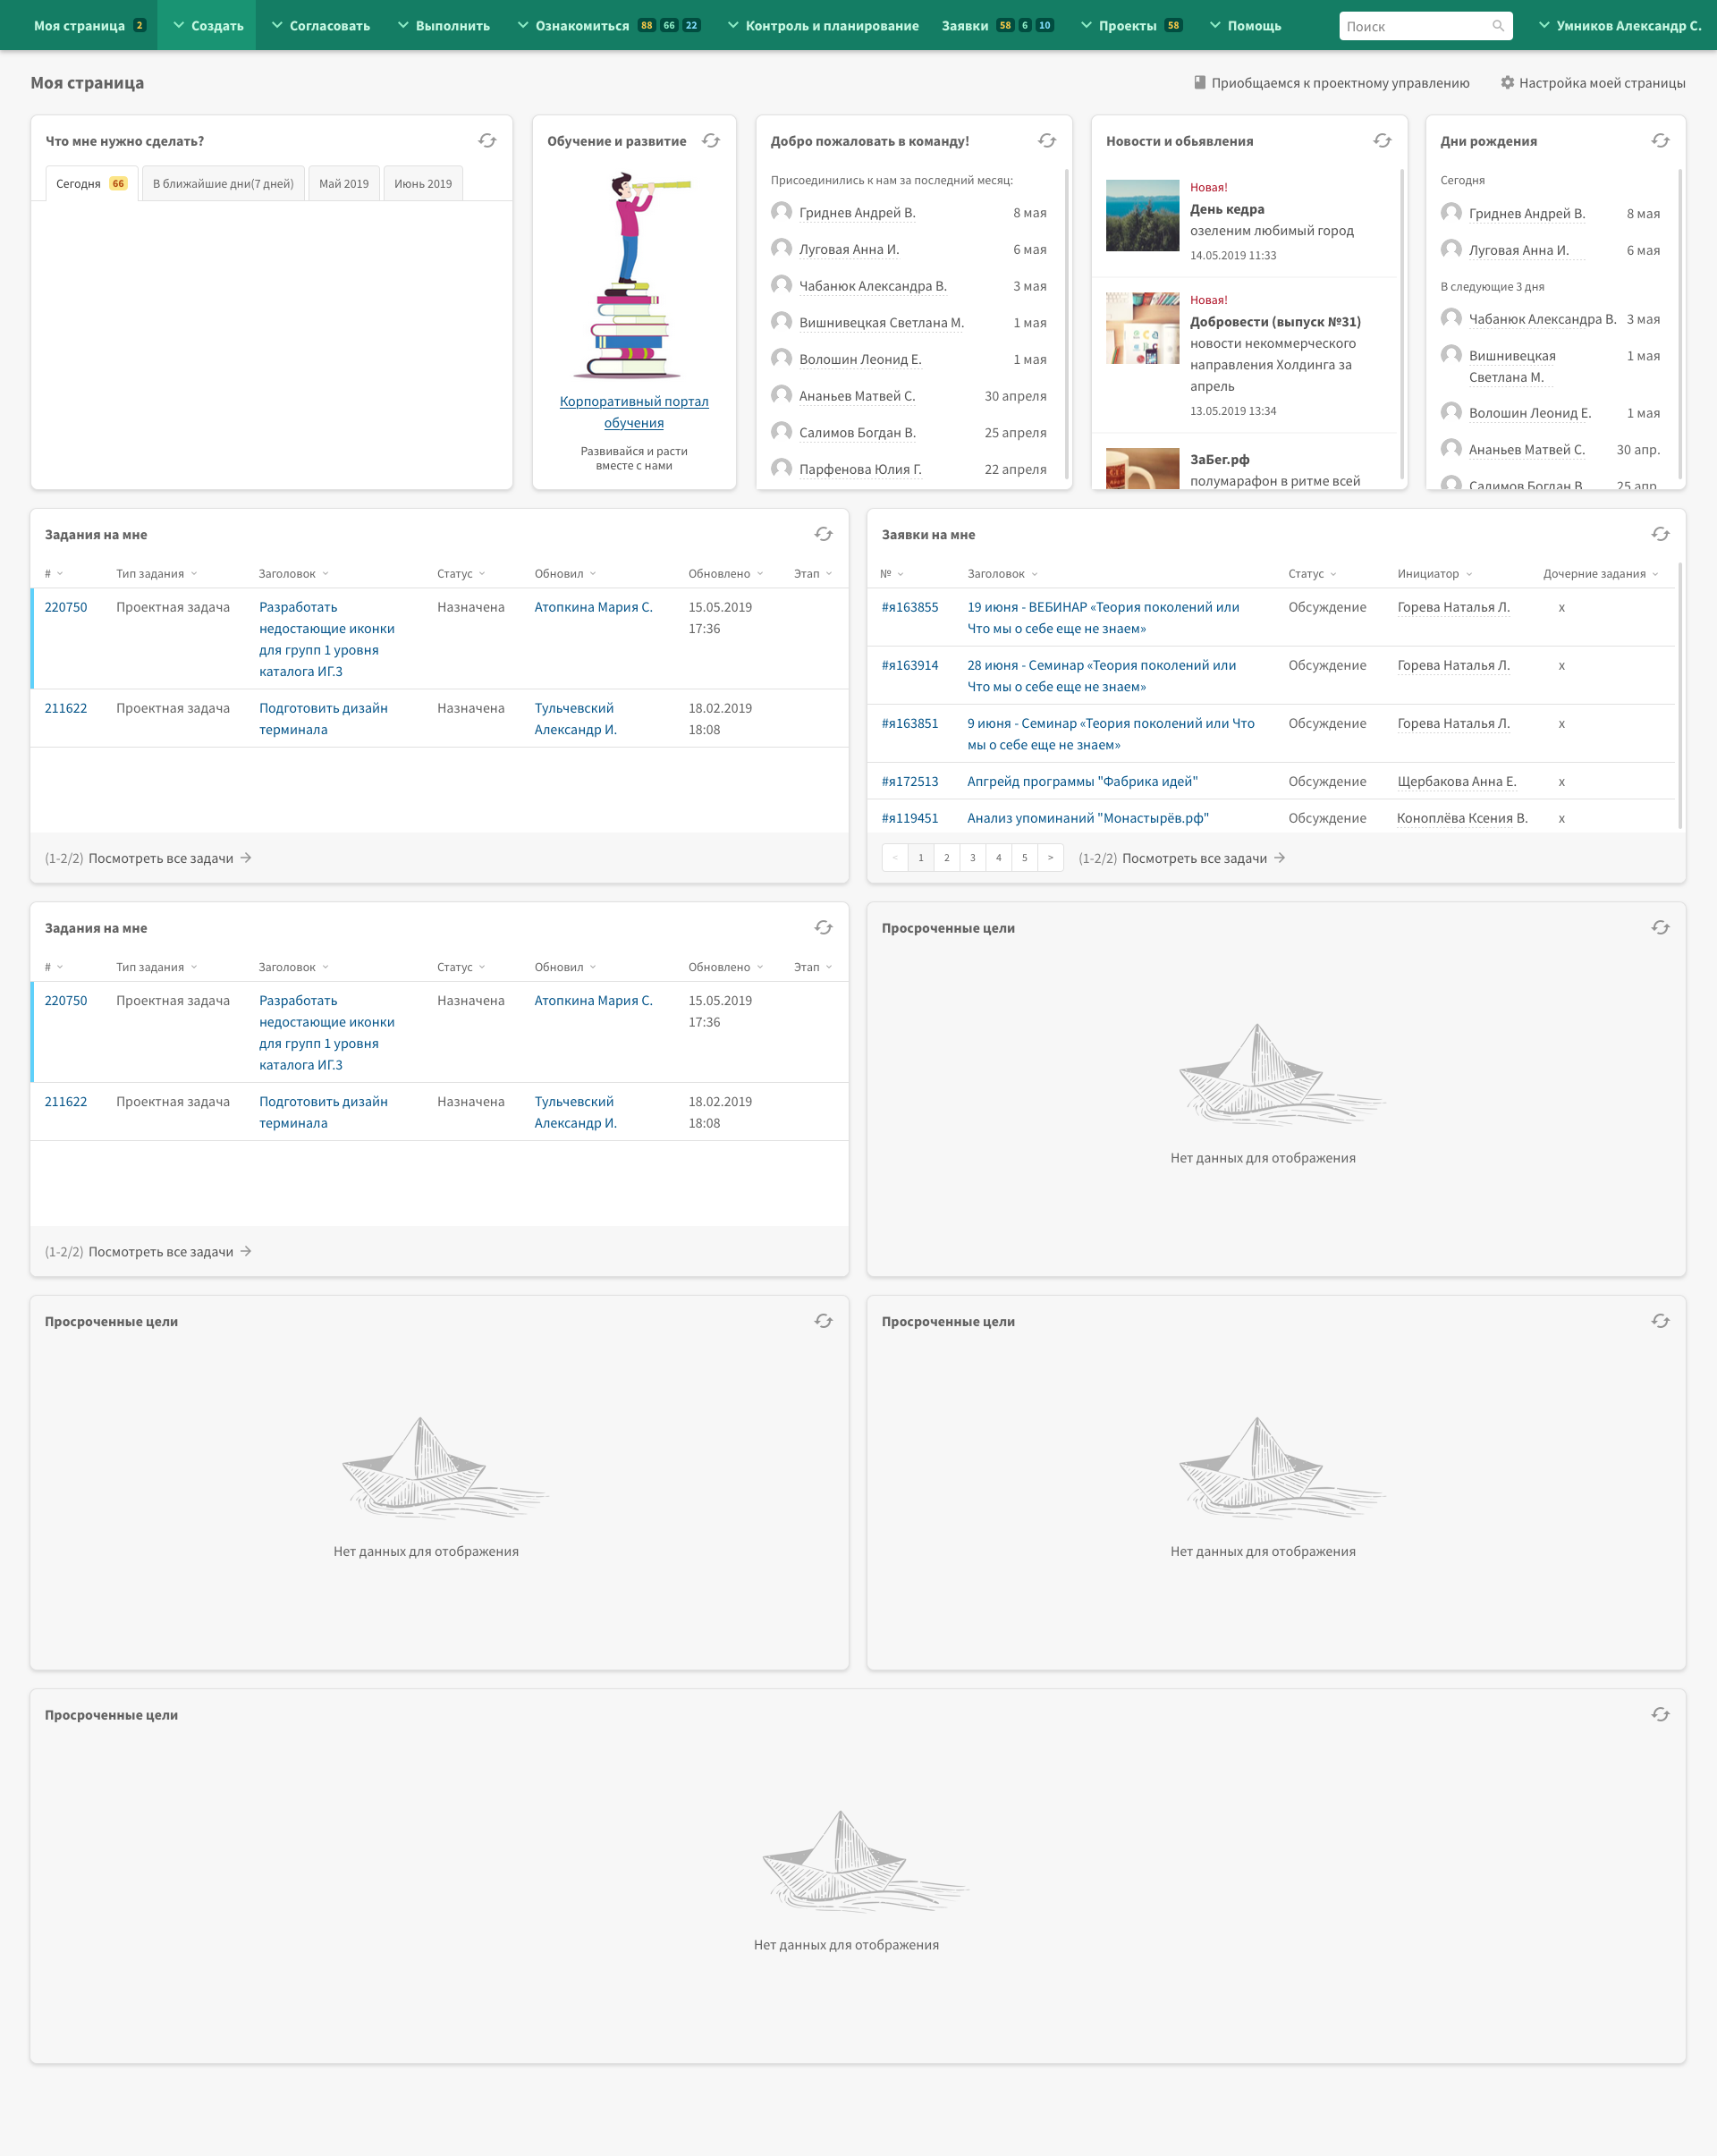 Моя страница 2 Создать Согласовать Выполнить Ознакомиться 88 66 22 Контроль и планирование Заявки 58 6 10 Проекты 58 Помощь Поиск Умников Александр С.
Моя страница
Приобщаемся к проектному управлению Настройка моей страницы
Что мне нужно сделать?
Сегодня 66 В ближайшие дни(7 дней) Май 2019 Июнь 2019
Обучение и развитие
Корпоративный портал
обучения
Развивайся и расти
вместе с нами
Добро пожаловать в команду!
Присоединились к нам за последний месяц:
Гриднев Андрей В. 8 мая
Луговая Анна И. 6 мая
Чабанюк Александра В. 3 мая
Вишнивецкая Светлана М. 1 мая
Волошин Леонид Е. 1 мая
Ананьев Матвей С. 30 апреля
Салимов Богдан В. 25 апреля
Парфенова Юлия Г. 22 апреля
Новости и обьявления
Новая!
День кедра
озеленим любимый город
14.05.2019 11:33
Новая!
Добровести (выпуск №31)
новости некоммерческого
направления Холдинга за
апрель
13.05.2019 13:34
ЗаБег.рф
полумарафон в ритме всей
Дни рождения
Сегодня
Гриднев Андрей В. 8 мая
Луговая Анна И. 6 мая
В следующие 3 дня
Чабанюк Александра В. 3 мая
Вишнивецкая 1 мая
Светлана М.
Волошин Леонид Е. 1 мая
Ананьев Матвей С. 30 апр.
Салимов Богдан В. 25 апр.
Задания на мне
# Тип задания Заголовок Статус Обновил Обновлено Этап
220750 Проектная задача Разработать Назначена Атопкина Мария С. 15.05.2019
недостающие иконки 17:36
для групп 1 уровня
каталога ИГ.3
211622 Проектная задача Подготовить дизайн Назначена Тульчевский 18.02.2019
терминала Александр И. 18:08
(1-2/2) Посмотреть все задачи
Заявки на мне
№ Заголовок Статус Инициатор Дочерние задания
#я163855 19 июня - ВЕБИНАР «Теория поколений или Обсуждение Горева Наталья Л. x
Что мы о себе еще не знаем»
#я163914 28 июня - Семинар «Теория поколений или Обсуждение Горева Наталья Л. x
Что мы о себе еще не знаем»
#я163851 9 июня - Семинар «Теория поколений или Что Обсуждение Горева Наталья Л. x
мы о себе еще не знаем»
#я172513 Апгрейд программы "Фабрика идей" Обсуждение Щербакова Анна Е. x
#я119451 Анализ упоминаний "Монастырёв.рф" Обсуждение Коноплёва Ксения В. x
< 1 2 3 4 5 > (1-2/2) Посмотреть все задачи
Задания на мне
# Тип задания Заголовок Статус Обновил Обновлено Этап
220750 Проектная задача Разработать Назначена Атопкина Мария С. 15.05.2019
недостающие иконки 17:36
для групп 1 уровня
каталога ИГ.3
211622 Проектная задача Подготовить дизайн Назначена Тульчевский 18.02.2019
терминала Александр И. 18:08
(1-2/2) Посмотреть все задачи
Просроченные цели
Нет данных для отображения
Просроченные цели
Нет данных для отображения
Просроченные цели
Нет данных для отображения
Просроченные цели
Нет данных для отображения